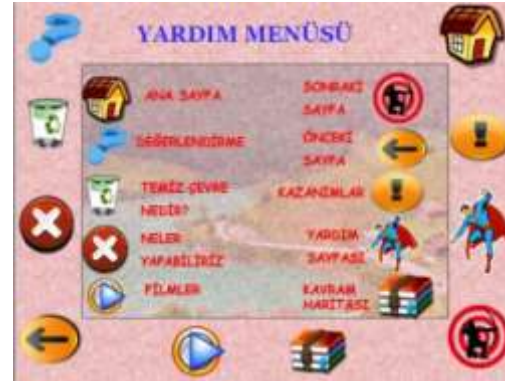 YARDIM MENÜSÜ
ANA SAYFA
DEĞERLENDİRME
TEMİZ ÇEVRE
NEDİR?
NELER
YAPABİLİRİZ
FİLMLER
SONRAKİ
SAYFA
ÖNCEKİ
SAYFA
KAZANIMLAR
YARDIM
SAYFASI
KAVRAM
HARİTASI